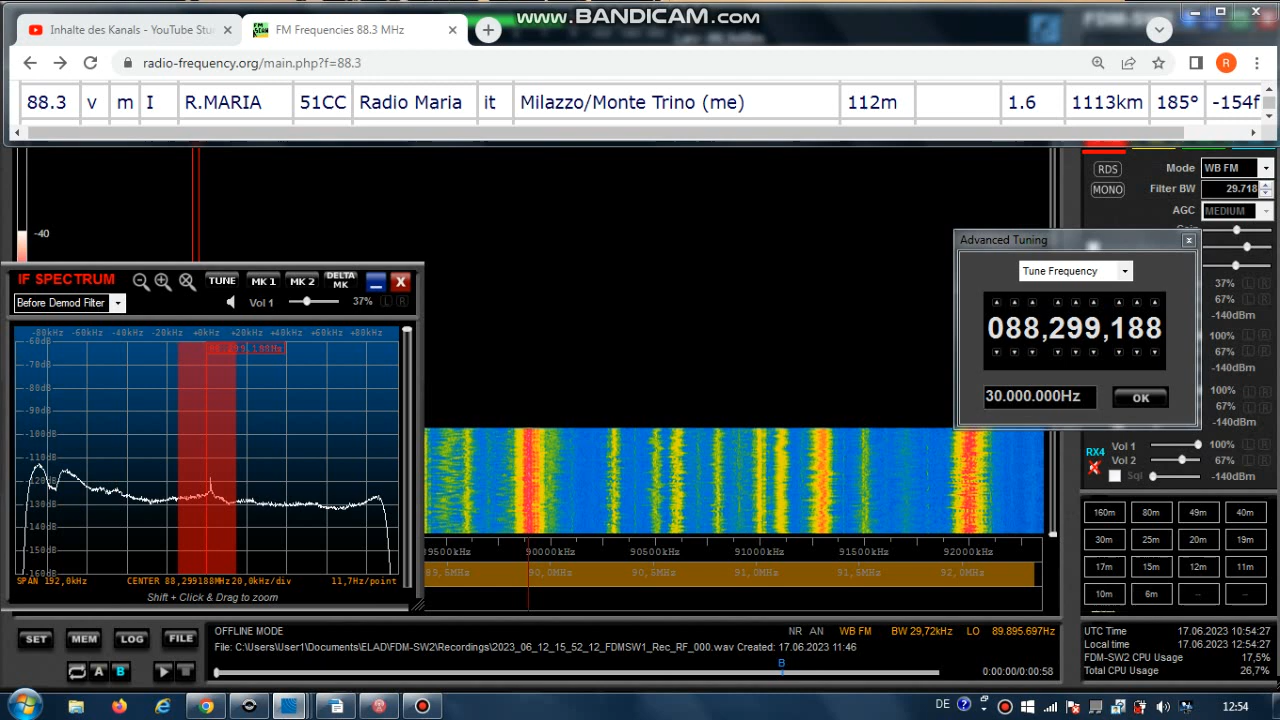 www.BANDICAM.com
Inhalte des Kanals - YouTube Stu
FM Frequencies 88.3 MHz
radio-frequency.org/main.php?f=88.3
88.3 v m I R.MARIA 51CC Radio Maria it Milazzo/Monte Trino (me) 112m 1.6 1113km 185° -154f
RDS Mode WB FM
MONO Filter BW 29.718
AGC MEDIUM
-40
Advanced Tuning
Tune Frequency
088,299,188
30.000.000Hz OK
37%
67%
-140dBm
100%
67%
-140dBm
100%
67%
-140dBm
IF SPECTRUM TUNE MK 1 MK 2 DELTA MK
Before Demod Filter Vol 1 37% L R
-80kHz -60kHz -40kHz -20kHz +0kHz +20kHz +40kHz +60kHz +80kHz
88,299,188Hz
-60dB
-70dB
-80dB
-90dB
-100dB
-110dB
-120dB
-130dB
-140dB
-150dB
-160dB
SPAN 192,0kHz CENTER 88,299188MHz 20,0kHz/div 11,7Hz/point
Shift + Click & Drag to zoom
RX4 Vol 1 100%
Vol 2 67%
Sql -140dBm
89500kHz 90000kHz 90500kHz 91000kHz 91500kHz 92000kHz
89,5MHz 90,0MHz 90,5MHz 91,0MHz 91,5MHz 92,0MHz
160m 80m 49m 40m
30m 25m 20m 19m
17m 15m 12m 11m
10m 6m -- --
SET MEM LOG FILE
A B
OFFLINE MODE NR AN WB FM BW 29,72kHz LO 89.895.697Hz
File: C:\Users\User1\Documents\ELAD\FDM-SW2\Recordings\2023_06_12_15_52_12_FDMSW1_Rec_RF_000.wav Created: 17.06.2023 11:46
B
0:00:00/0:00:58
UTC Time 17.06.2023 10:54:27
Local time 17.06.2023 12:54:27
FDM-SW2 CPU Usage 17,5%
Total CPU Usage 26,7%
DE 12:54